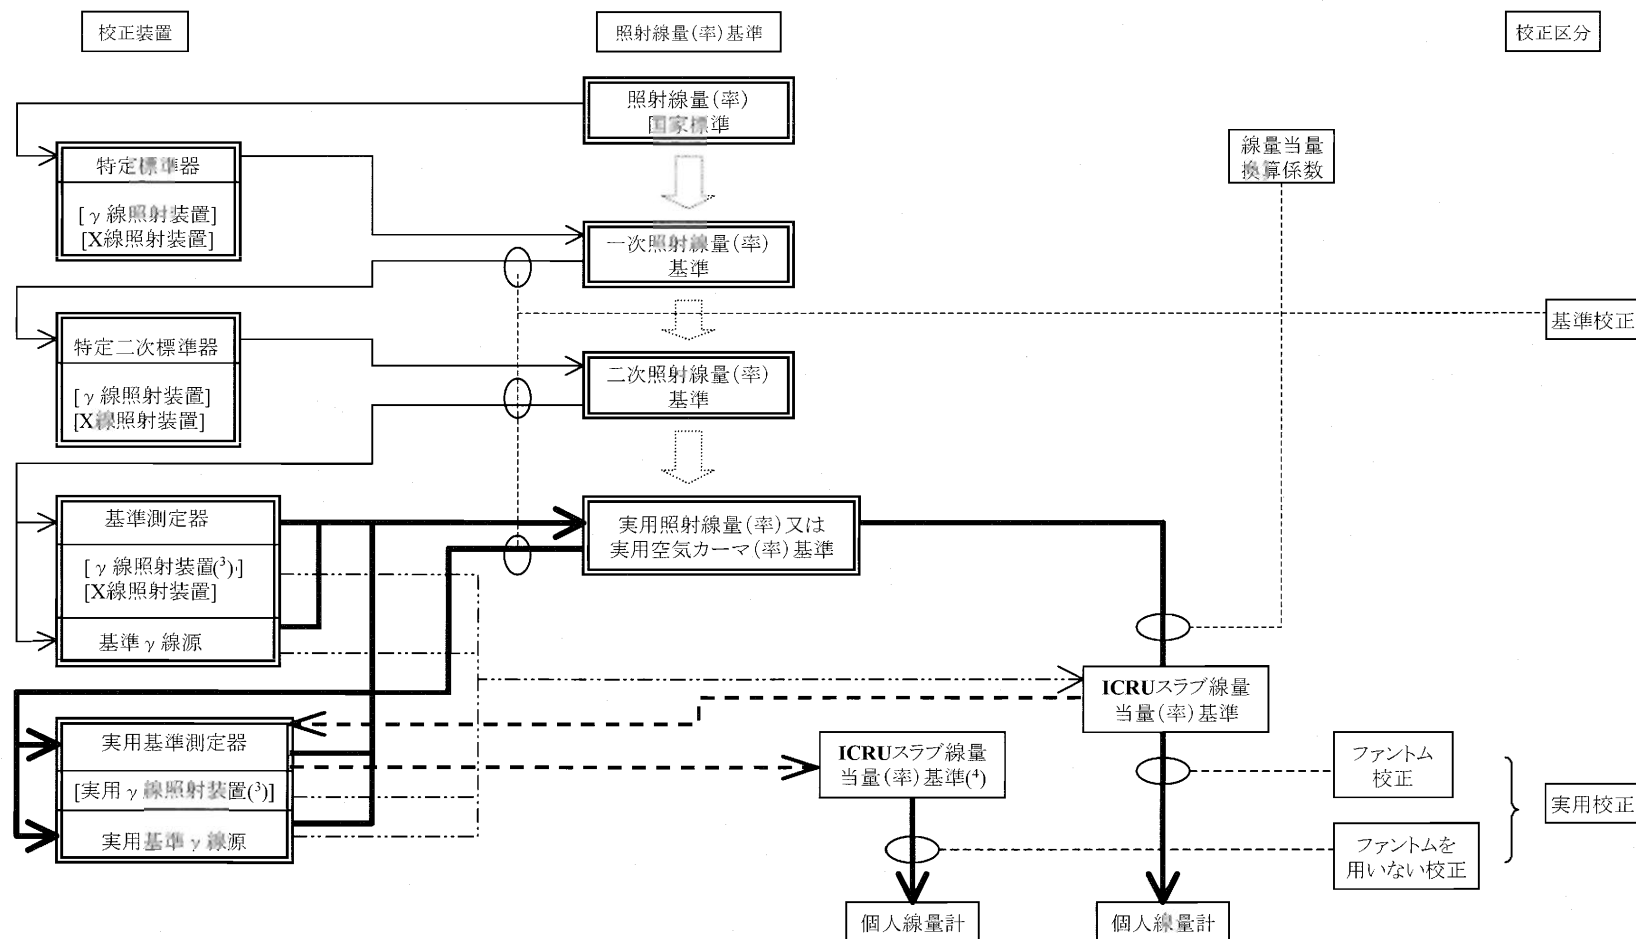 校正装置
照射線量(率)基準
校正区分
照射線量(率)
国家標準
線量当量
換算係数
特定標準器
[γ線照射装置]
[X線照射装置]
一次照射線量(率)
基準
基準校正
特定二次標準器
[γ線照射装置]
[X線照射装置]
二次照射線量(率)
基準
基準測定器
[γ線照射装置(³)]
[X線照射装置]
基準γ線源
実用照射線量(率)又は
実用空気カーマ(率)基準
ICRUスラブ線量
当量(率)基準
実用基準測定器
[実用γ線照射装置(³)]
実用基準γ線源
ICRUスラブ線量
当量(率)基準(⁴)
ファントム
校正
実用校正
ファントムを
用いない校正
個人線量計
個人線量計